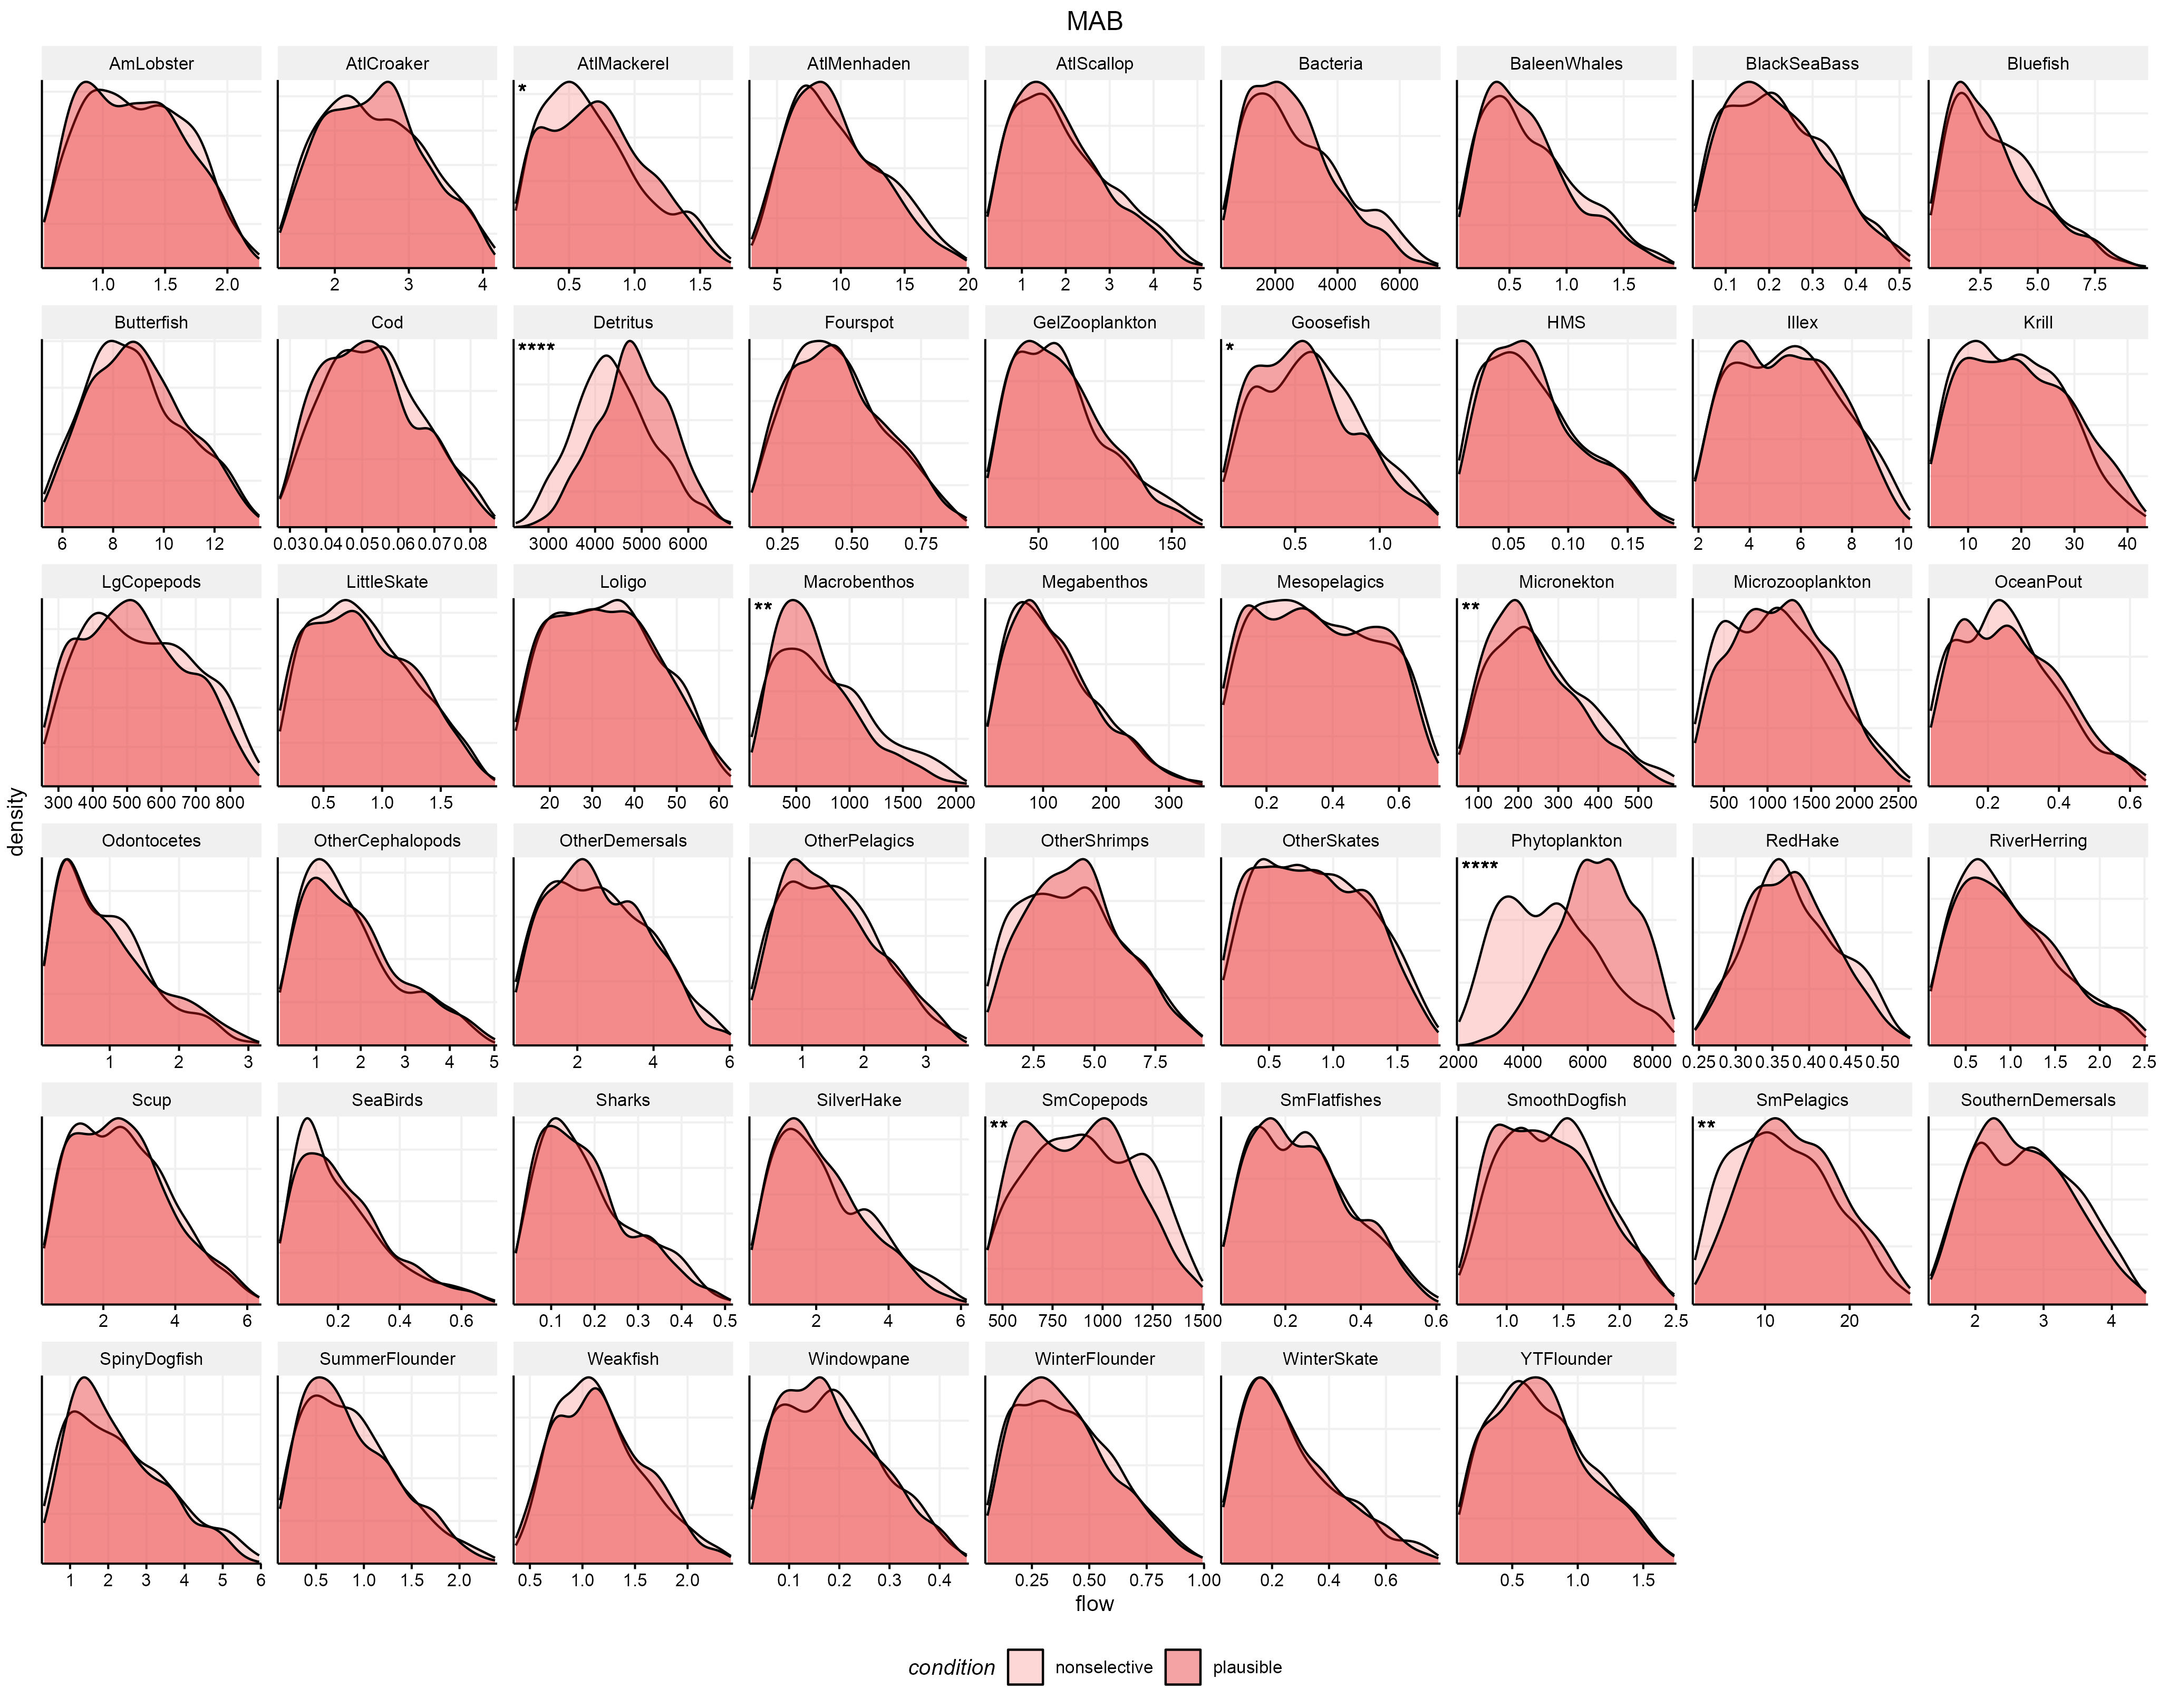 MAB
AmLobster AtlCroaker AtlMackerel AtlMenhaden AtlScallop Bacteria BaleenWhales BlackSeaBass Bluefish
*
1.0 1.5 2.0 2 3 4 0.5 1.0 1.5 5 10 15 20 1 2 3 4 5 2000 4000 6000 0.5 1.0 1.5 0.1 0.2 0.3 0.4 0.5 2.5 5.0 7.5
Butterfish Cod Detritus Fourspot GelZooplankton Goosefish HMS Illex Krill
**** *
6 8 10 12 0.03 0.04 0.05 0.06 0.07 0.08 3000 4000 5000 6000 0.25 0.50 0.75 50 100 150 0.5 1.0 0.05 0.10 0.15 2 4 6 8 10 10 20 30 40
LgCopepods LittleSkate Loligo Macrobenthos Megabenthos Mesopelagics Micronekton Microzooplankton OceanPout
** **
300 400 500 600 700 800 0.5 1.0 1.5 20 30 40 50 60 500 1000 1500 2000 100 200 300 0.2 0.4 0.6 100 200 300 400 500 500 1000 1500 2000 2500 0.2 0.4 0.6
density
Odontocetes OtherCephalopods OtherDemersals OtherPelagics OtherShrimps OtherSkates Phytoplankton RedHake RiverHerring
****
1 2 3 1 2 3 4 5 2 4 6 1 2 3 2.5 5.0 7.5 0.5 1.0 1.5 2000 4000 6000 8000 0.25 0.30 0.35 0.40 0.45 0.50 0.5 1.0 1.5 2.0 2.5
Scup SeaBirds Sharks SilverHake SmCopepods SmFlatfishes SmoothDogfish SmPelagics SouthernDemersals
** **
2 4 6 0.2 0.4 0.6 0.1 0.2 0.3 0.4 0.5 2 4 6 500 750 1000 1250 1500 0.2 0.4 0.6 1.0 1.5 2.0 2.5 10 20 2 3 4
SpinyDogfish SummerFlounder Weakfish Windowpane WinterFlounder WinterSkate YTFlounder
1 2 3 4 5 6 0.5 1.0 1.5 2.0 0.5 1.0 1.5 2.0 0.1 0.2 0.3 0.4 0.25 0.50 0.75 1.00 0.2 0.4 0.6 0.5 1.0 1.5
flow
condition nonselective plausible